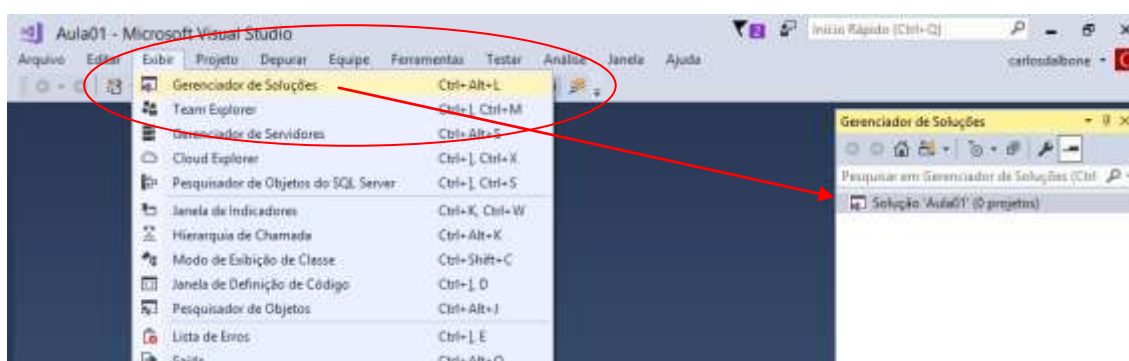 Aula01 - Microsoft Visual Studio
2
Início Rápido (Ctrl+Q)
Arquivo Editar Exibir Projeto Depurar Equipe Ferramentas Testar Análise Janela Ajuda
carlosdalbone
Gerenciador de Soluções Ctrl+Alt+L
Team Explorer Ctrl+], Ctrl+M
Gerenciador de Servidores Ctrl+Alt+S
Cloud Explorer Ctrl+], Ctrl+X
Pesquisador de Objetos do SQL Server Ctrl+], Ctrl+S
Janela de Indicadores Ctrl+K, Ctrl+W
Hierarquia de Chamada Ctrl+Alt+K
Modo de Exibição de Classe Ctrl+Shift+C
Janela de Definição de Código Ctrl+], D
Pesquisador de Objetos Ctrl+Alt+J
Lista de Erros Ctrl+], E
Saída Ctrl+Alt+O
Gerenciador de Soluções
Pesquisar em Gerenciador de Soluções (Ctrl
Solução 'Aula01' (0 projetos)